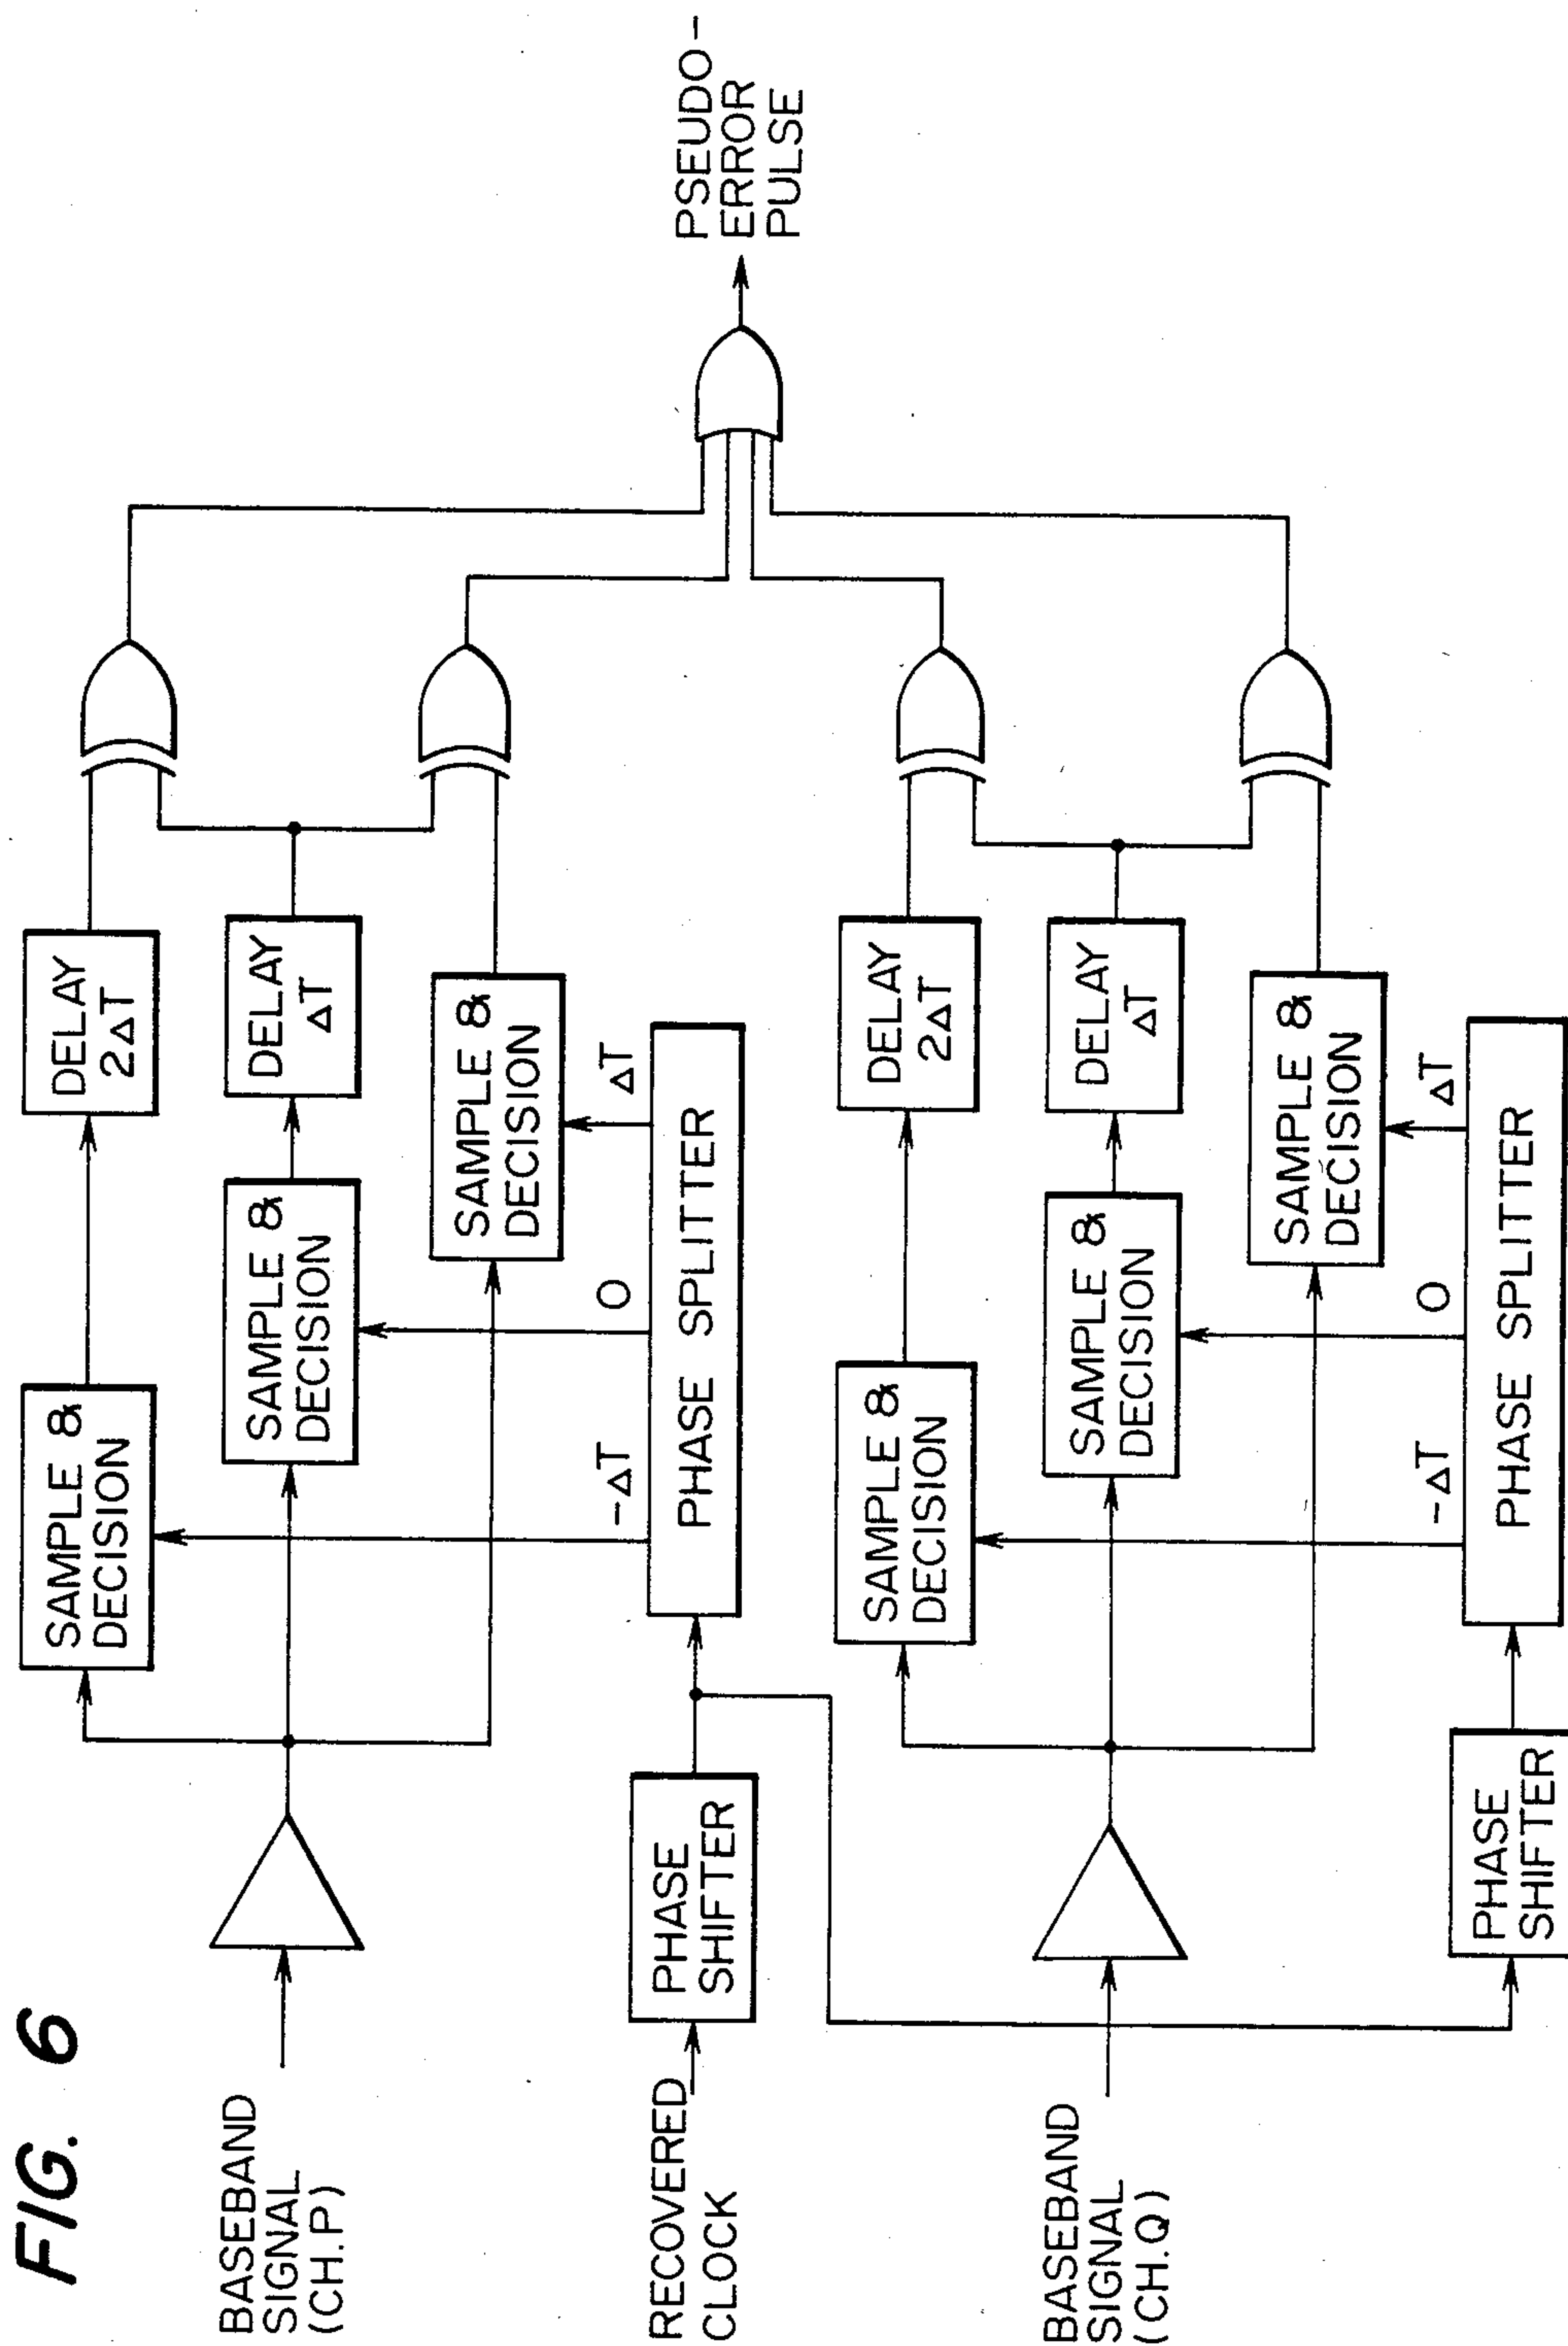 FIG. 6
BASEBAND
SIGNAL
(CH.P)
SAMPLE &
DECISION
DELAY
2ΔT
SAMPLE &
DECISION
DELAY
ΔT
SAMPLE &
DECISION
-ΔT
0
ΔT
RECOVERED
CLOCK
PHASE
SHIFTER
PHASE SPLITTER
PSEUDO-
ERROR
PULSE
BASEBAND
SIGNAL
(CH.Q)
SAMPLE &
DECISION
DELAY
2ΔT
SAMPLE &
DECISION
DELAY
ΔT
SAMPLE &
DECISION
-ΔT
0
ΔT
PHASE
SHIFTER
PHASE SPLITTER